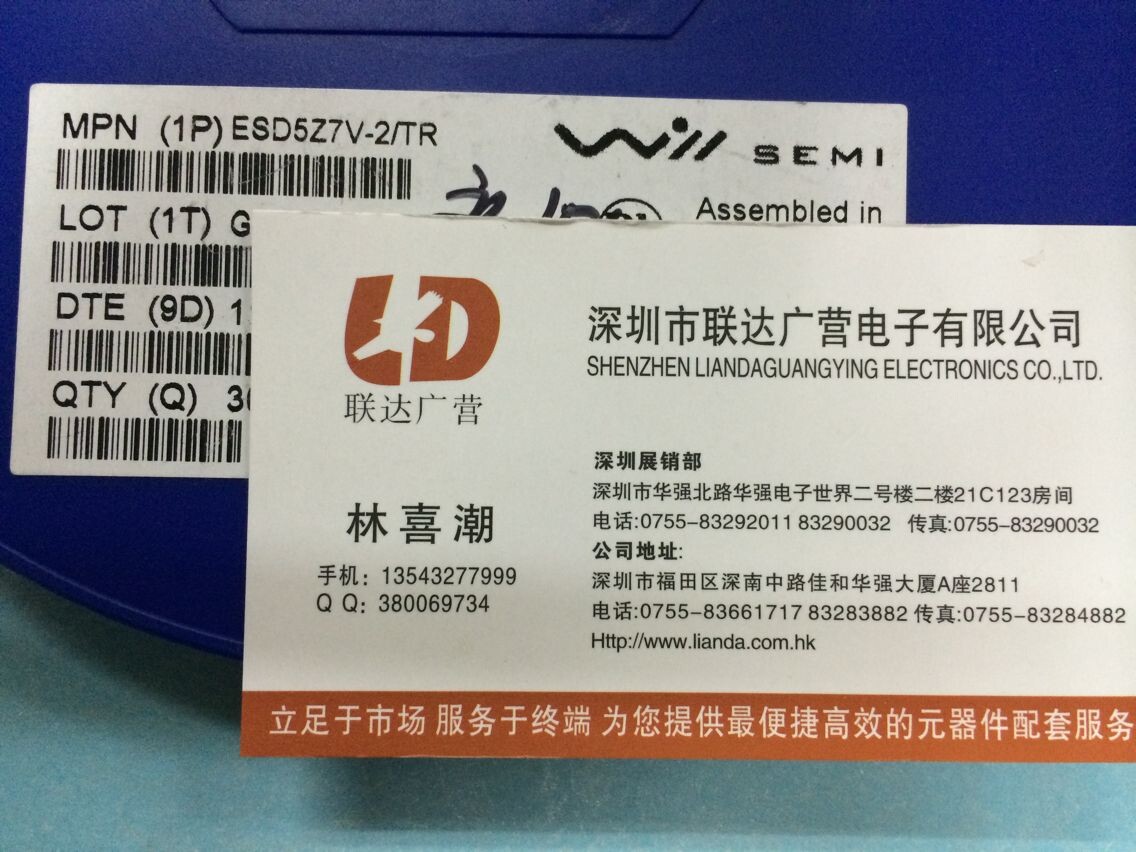 MPN (1P) ESD5Z7V-2/TR
Will SEMI
LOT (1T) G
Assembled in
DTE (9D) 1
QTY (Q) 3
LD
联达广营
深圳市联达广营电子有限公司
SHENZHEN LIANDAGUANGYING ELECTRONICS CO.,LTD.
林喜潮
手机：13543277999
Q Q：380069734
深圳展销部
深圳市华强北路华强电子世界二号楼二楼21C123房间
电话:0755-83292011 83290032 传真:0755-83290032
公司地址:
深圳市福田区深南中路佳和华强大厦A座2811
电话:0755-83661717 83283882 传真:0755-83284882
Http://www.lianda.com.hk
立足于市场 服务于终端 为您提供最便捷高效的元器件配套服务